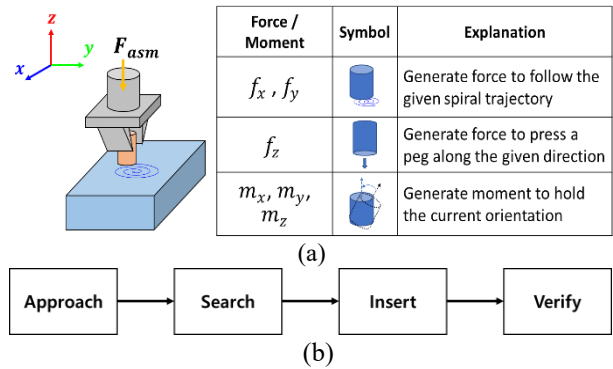 (a)
z
y
x
F_asm
Force /
Moment
Symbol
Explanation
f_x , f_y
Generate force to follow the
given spiral trajectory
f_z
Generate force to press a
peg along the given direction
m_x, m_y,
m_z
Generate moment to hold
the current orientation
(a)
Approach
Search
Insert
Verify
(b)